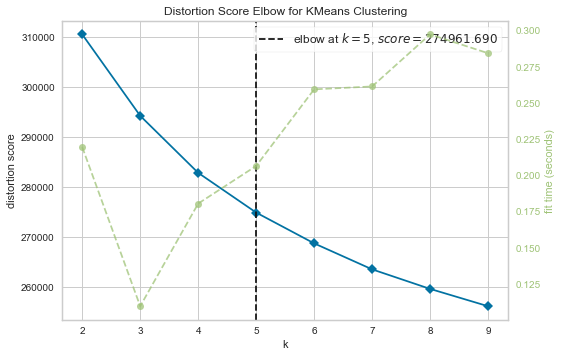 Distortion Score Elbow for KMeans Clustering
elbow at k = 5, score = 274961.690
distortion score
310000
300000
290000
280000
270000
260000
2 3 4 5 6 7 8 9
k
0.300
0.275
0.250
0.225
0.200
0.175
0.150
0.125
fit time (seconds)